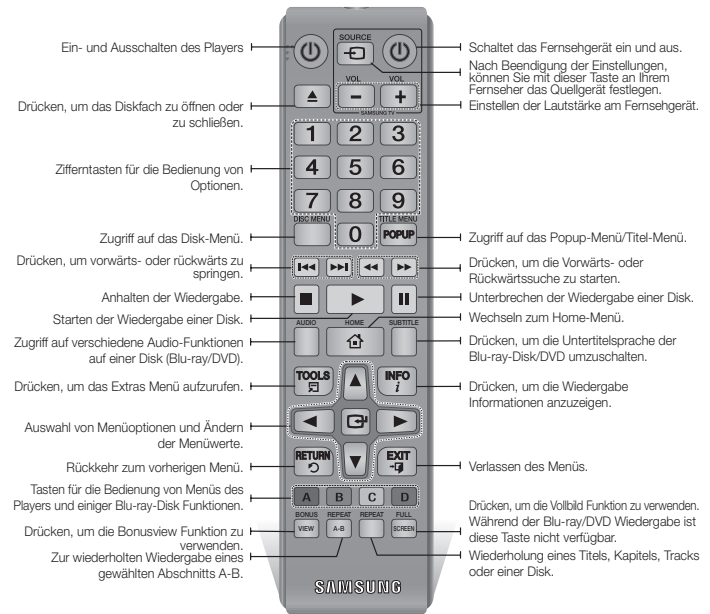 Ein- und Ausschalten des Players
Drücken, um das Diskfach zu öffnen oder
zu schließen.
Zifferntasten für die Bedienung von
Optionen.
Zugriff auf das Disk-Menü.
Drücken, um vorwärts- oder rückwärts zu
springen.
Anhalten der Wiedergabe.
Starten der Wiedergabe einer Disk.
Zugriff auf verschiedene Audio-Funktionen
auf einer Disk (Blu-ray/DVD).
Drücken, um das Extras Menü aufzurufen.
Auswahl von Menüoptionen und Ändern
der Menüwerte.
Rückkehr zum vorherigen Menü.
Tasten für die Bedienung von Menüs des
Players und einiger Blu-ray-Disk Funktionen.
Drücken, um die Bonusview Funktion zu
verwenden.
Zur wiederholten Wiedergabe eines
gewählten Abschnitts A-B.
SOURCE
VOL VOL
- +
SAMSUNG TV
1 2 3
4 5 6
7 8 9
DISC MENU TITLE MENU
0 POPUP
AUDIO HOME SUBTITLE
TOOLS INFO
i
RETURN EXIT
A B C D
BONUS REPEAT REPEAT FULL
VIEW A-B SCREEN
SAMSUNG
Schaltet das Fernsehgerät ein und aus.
Nach Beendigung der Einstellungen,
können Sie mit dieser Taste an Ihrem
Fernseher das Quellgerät festlegen.
Einstellen der Lautstärke am Fernsehgerät.
Zugriff auf das Popup-Menü/Titel-Menü.
Drücken, um die Vorwärts- oder
Rückwärtssuche zu starten.
Unterbrechen der Wiedergabe einer Disk.
Wechseln zum Home-Menü.
Drücken, um die Untertitelsprache der
Blu-ray-Disk/DVD umzuschalten.
Drücken, um die Wiedergabe
Informationen anzuzeigen.
Verlassen des Menüs.
Drücken, um die Vollbild Funktion zu verwenden.
Während der Blu-ray/DVD Wiedergabe ist
diese Taste nicht verfügbar.
Wiederholung eines Titels, Kapitels, Tracks
oder einer Disk.